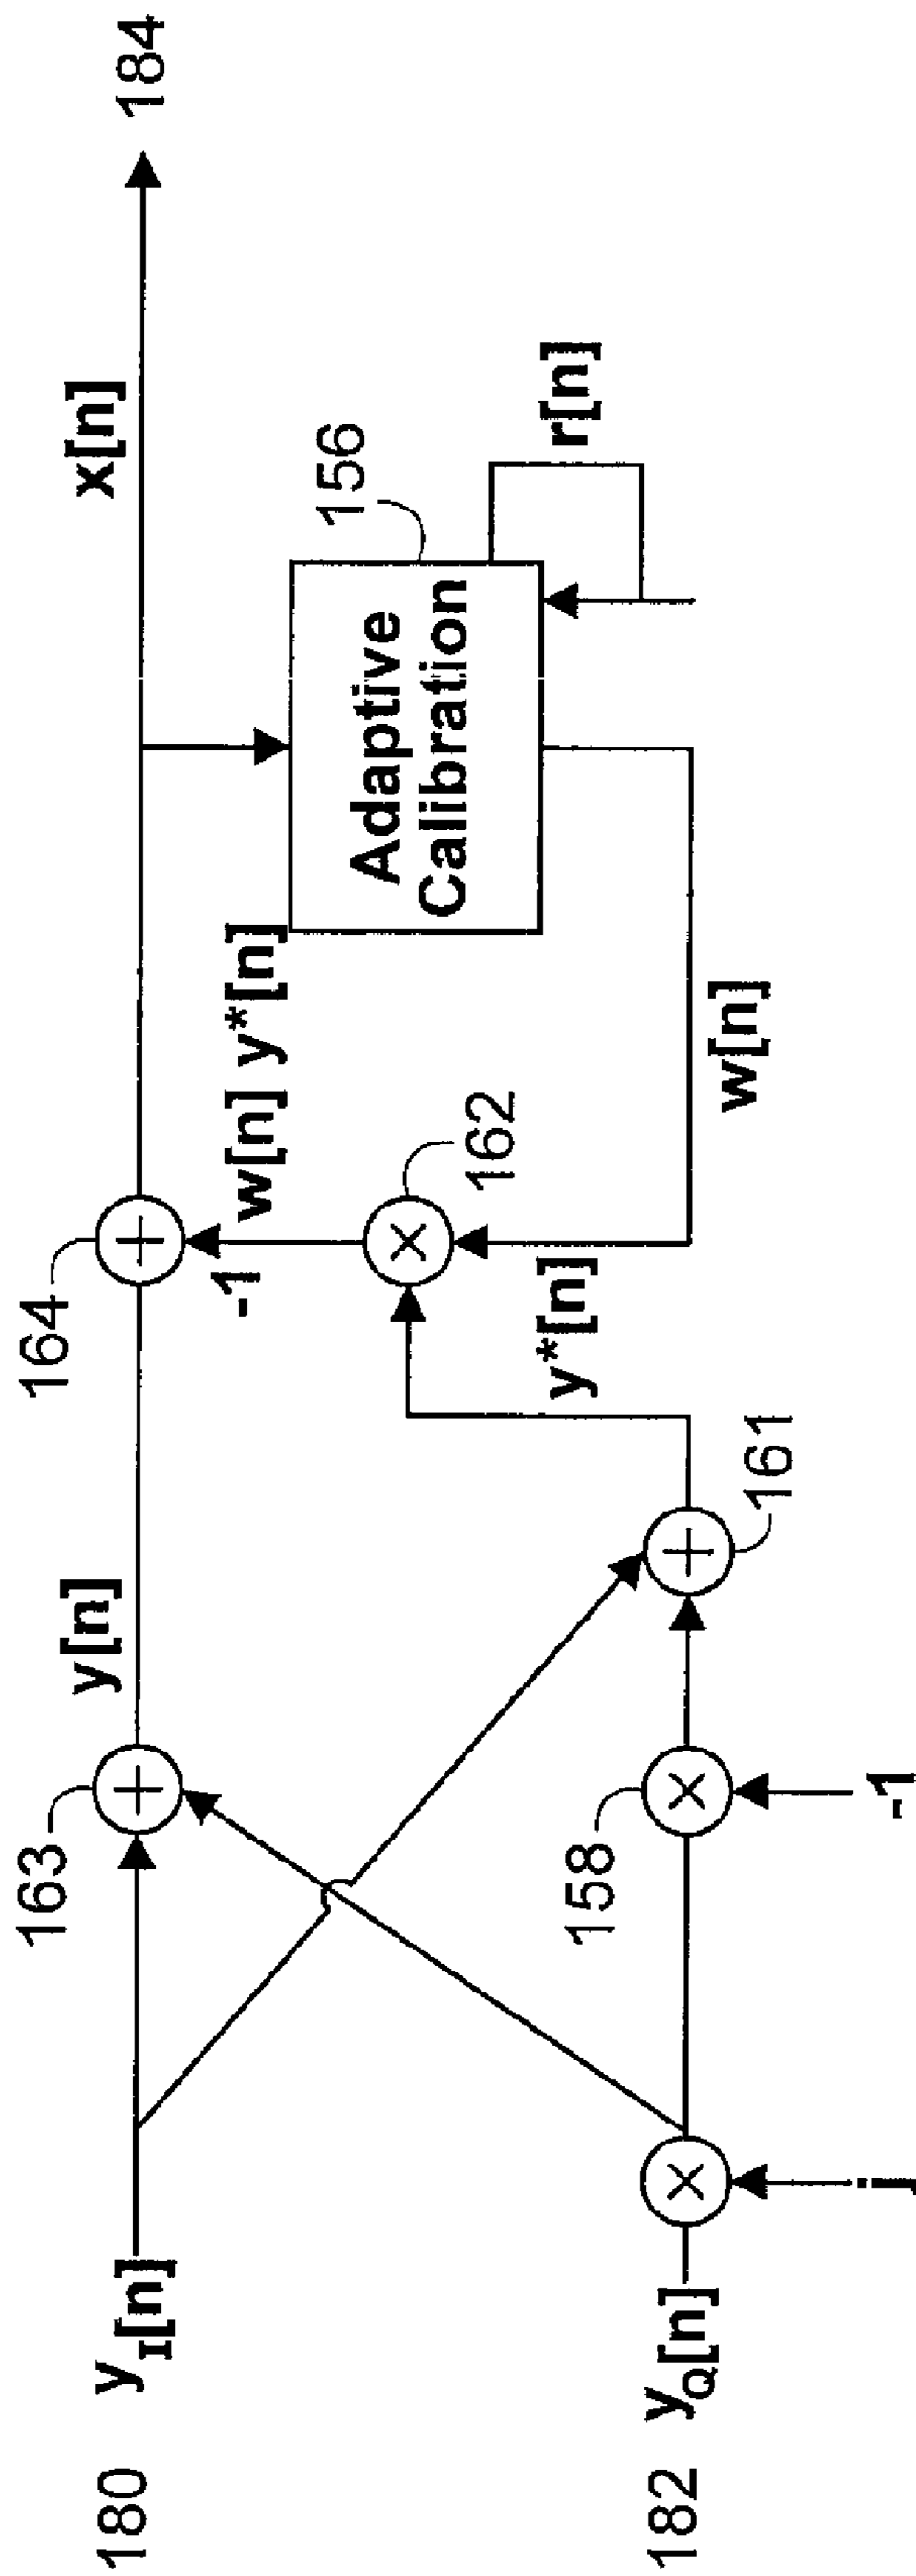 180
y_I[n]
163
y[n]
164
x[n]
184
-1
w[n] y*[n]
162
156
Adaptive
Calibration
r[n]
y*[n]
w[n]
182
y_Q[n]
j
158
-1
161
+
+
×
×
×
+